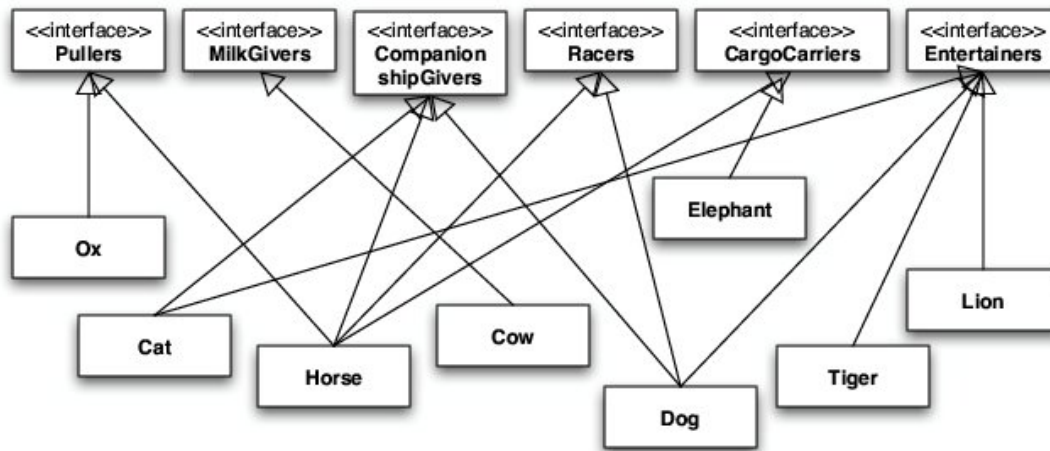 <<interface>>
Pullers
<<interface>>
MilkGivers
<<interface>>
Companion
shipGivers
<<interface>>
Racers
<<interface>>
CargoCarriers
<<interface>>
Entertainers
Elephant
Ox
Lion
Cat
Cow
Horse
Tiger
Dog